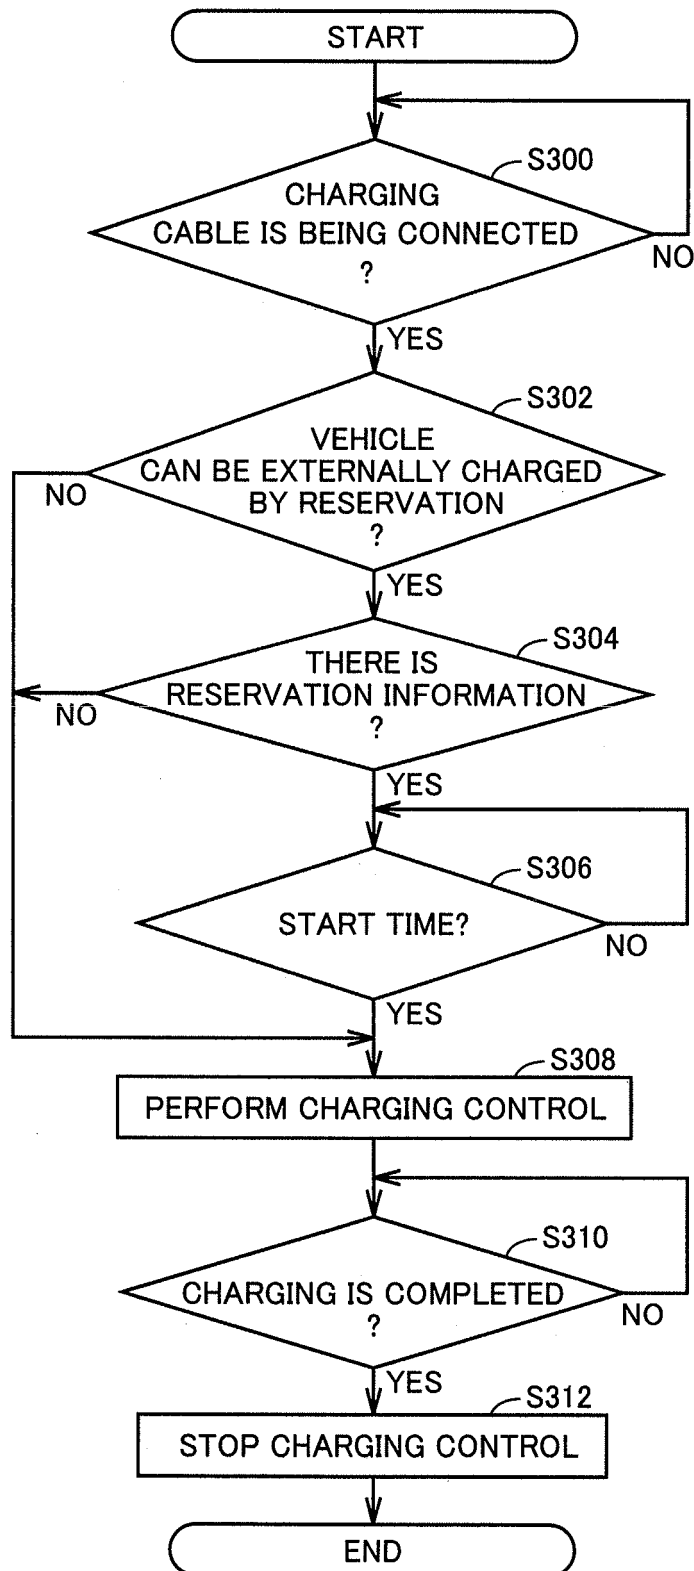 START
S300
CHARGING
CABLE IS BEING CONNECTED
?
NO
YES
S302
VEHICLE
CAN BE EXTERNALLY CHARGED
BY RESERVATION
?
NO
YES
S304
THERE IS
RESERVATION INFORMATION
?
NO
YES
S306
START TIME?
NO
YES
S308
PERFORM CHARGING CONTROL
S310
CHARGING IS COMPLETED
?
NO
YES
S312
STOP CHARGING CONTROL
END